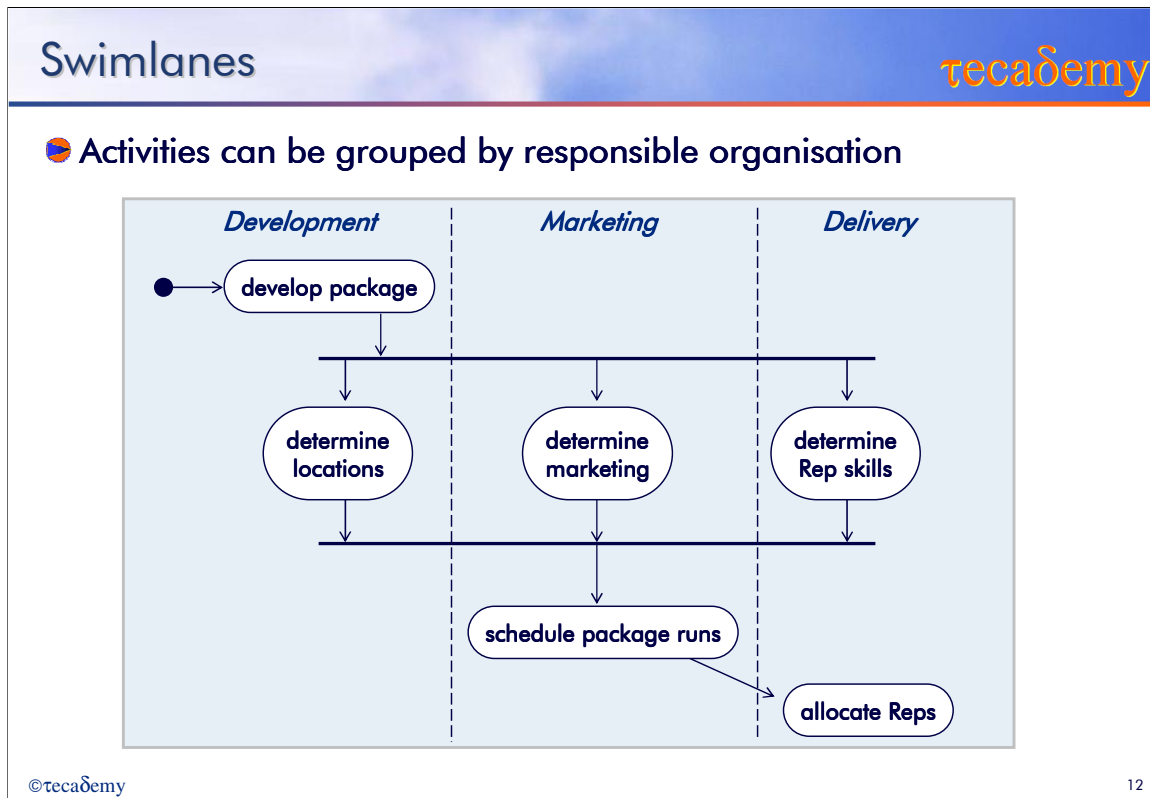 Swimlanes
τecaδemy
Activities can be grouped by responsible organisation
Development
Marketing
Delivery
develop package
determine
locations
determine
marketing
determine
Rep skills
schedule package runs
allocate Reps
©τecaδemy
12